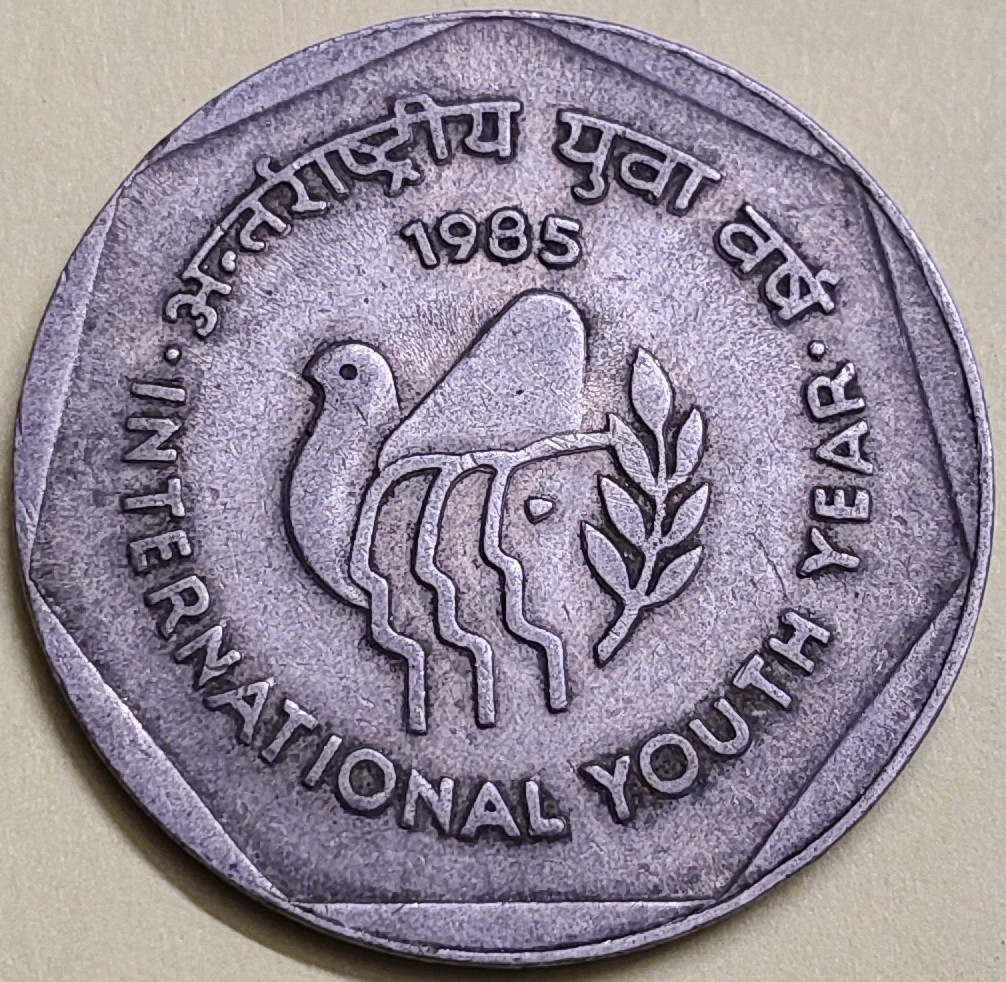 अन्तर्राष्ट्रीय युवा वर्ष
1985
· INTERNATIONAL YOUTH YEAR ·